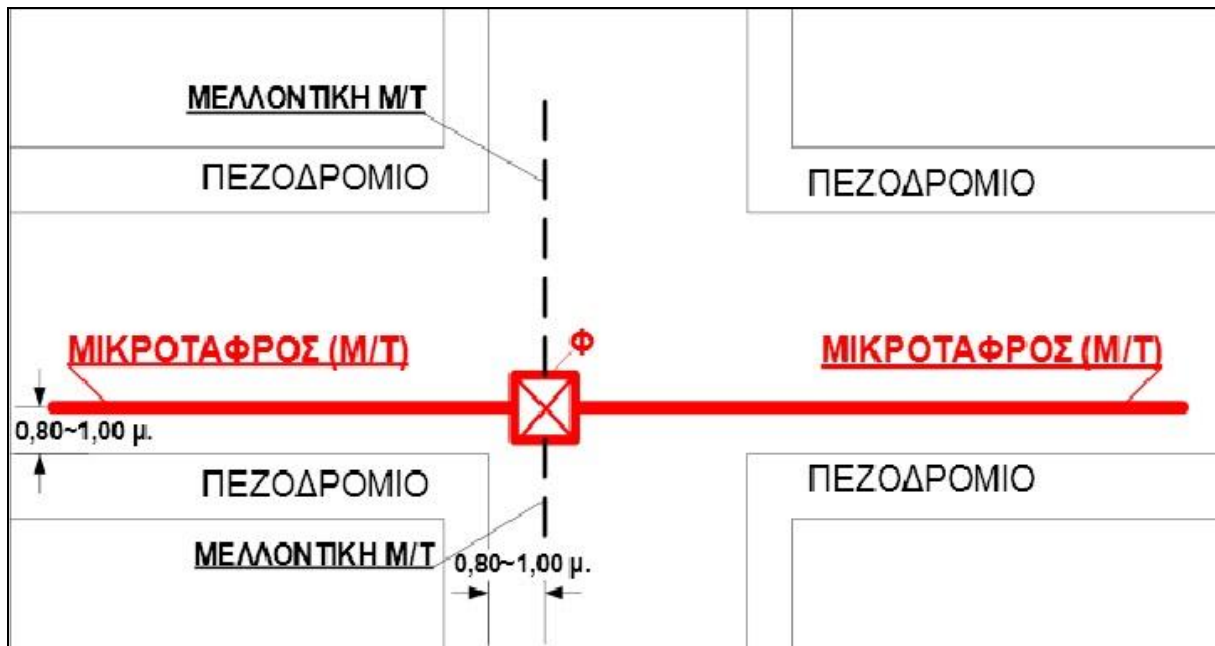 ΜΕΛΛΟΝΤΙΚΗ Μ/Τ
ΠΕΖΟΔΡΟΜΙΟ
ΠΕΖΟΔΡΟΜΙΟ
Φ
ΜΙΚΡΟΤΑΦΡΟΣ (Μ/Τ)
ΜΙΚΡΟΤΑΦΡΟΣ (Μ/Τ)
0,80~1,00 μ.
ΠΕΖΟΔΡΟΜΙΟ
ΠΕΖΟΔΡΟΜΙΟ
ΜΕΛΛΟΝΤΙΚΗ Μ/Τ
0,80~1,00 μ.